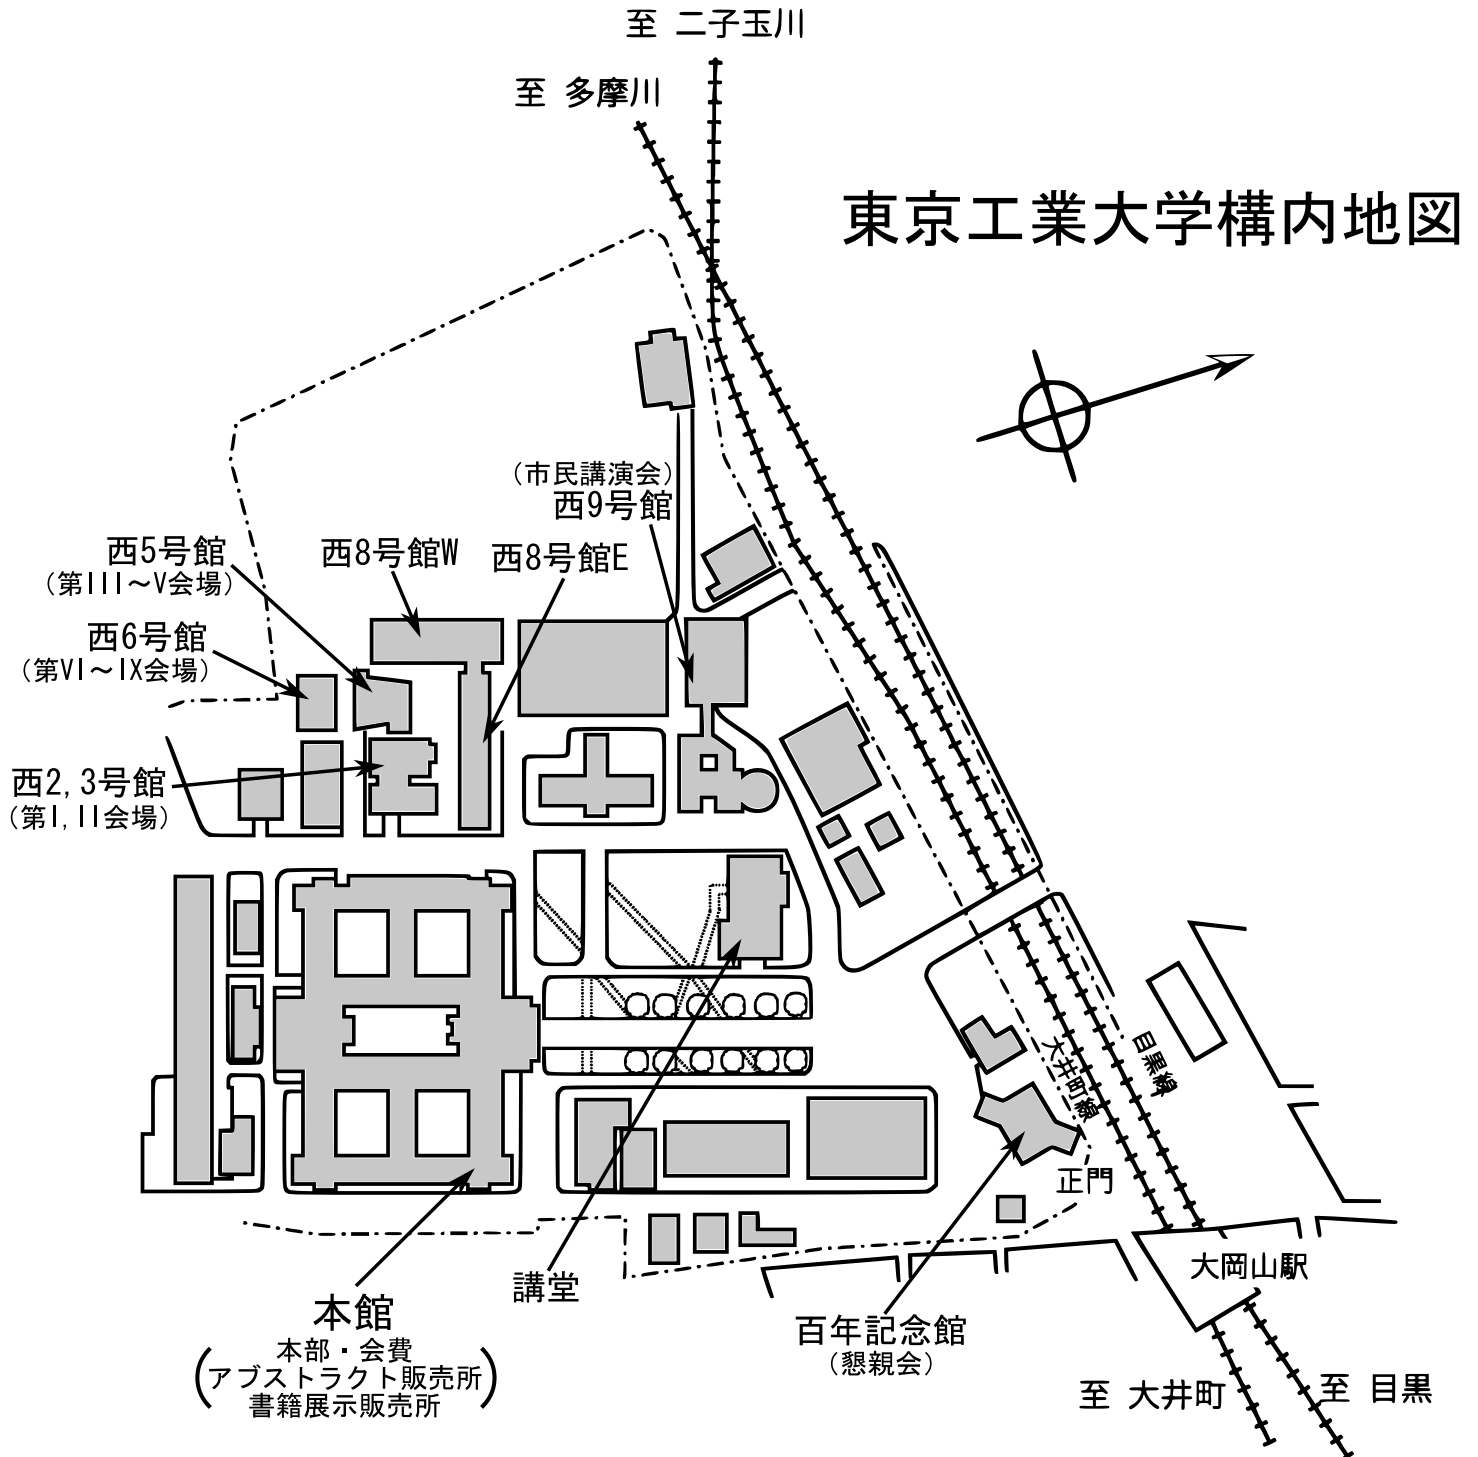 至 二子玉川
至 多摩川
東京工業大学構内地図
(市民講演会)
西9号館
西5号館
(第III～V会場)
西8号館W
西8号館E
西6号館
(第VI～IX会場)
西2,3号館
(第I,II会場)
目黒線
大井町線
正門
大岡山駅
講堂
本館
本部・会費
アブストラクト販売所
書籍展示販売所
百年記念館
(懇親会)
至 大井町
至 目黒